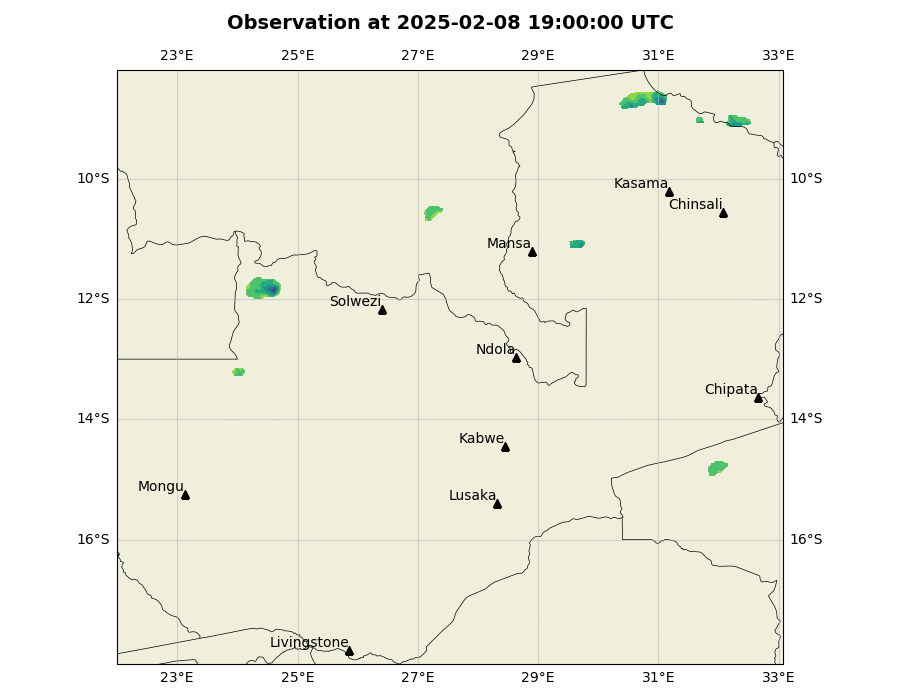 Observation at 2025-02-08 19:00:00 UTC
23°E 25°E 27°E 29°E 31°E 33°E
10°S 10°S
Kasama
Chinsali
Mansa
12°S 12°S
Solwezi
Ndola
Chipata
14°S 14°S
Kabwe
Mongu
Lusaka
16°S 16°S
Livingstone
23°E 25°E 27°E 29°E 31°E 33°E